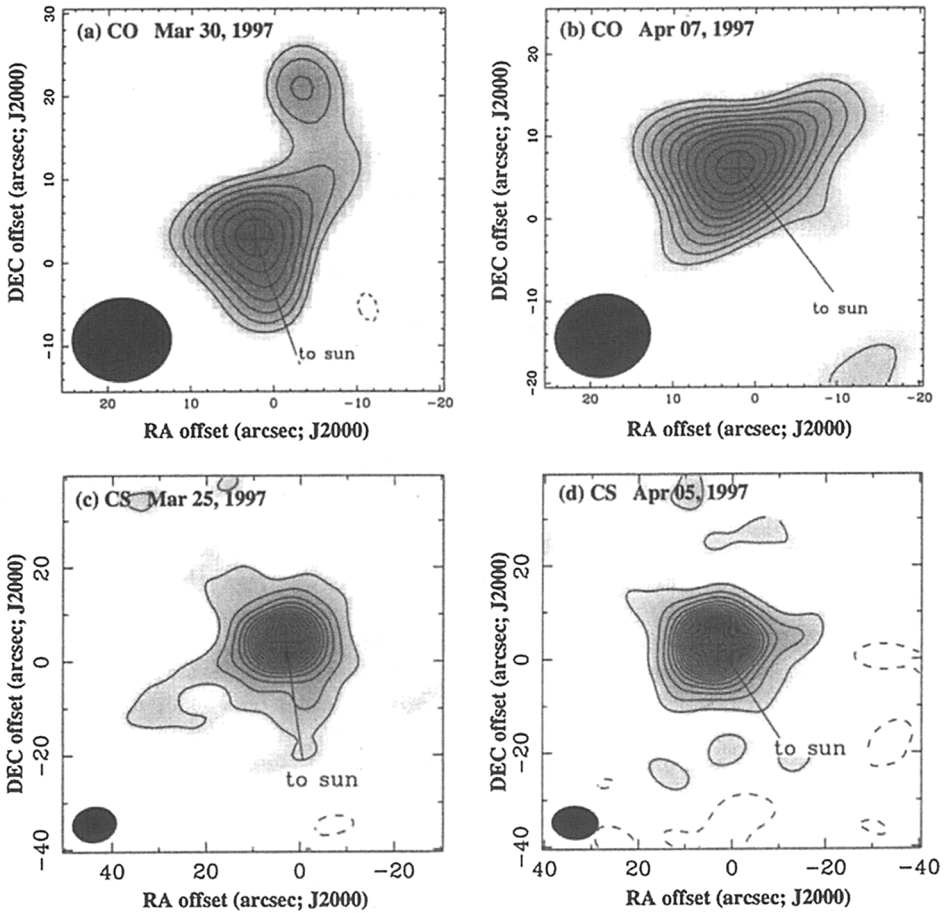 (a) CO Mar 30, 1997
30
20
10
0
-10
DEC offset (arcsec; J2000)
to sun
20 10 0 -10 -20
RA offset (arcsec; J2000)
(b) CO Apr 07, 1997
20
10
0
-10
-20
DEC offset (arcsec; J2000)
to sun
20 10 0 -10 -20
RA offset (arcsec; J2000)
(c) CS Mar 25, 1997
20
0
-20
-40
DEC offset (arcsec; J2000)
to sun
40 20 0 -20 -40
RA offset (arcsec; J2000)
(d) CS Apr 05, 1997
20
0
-20
-40
DEC offset (arcsec; J2000)
to sun
40 20 0 -20 -40
RA offset (arcsec; J2000)